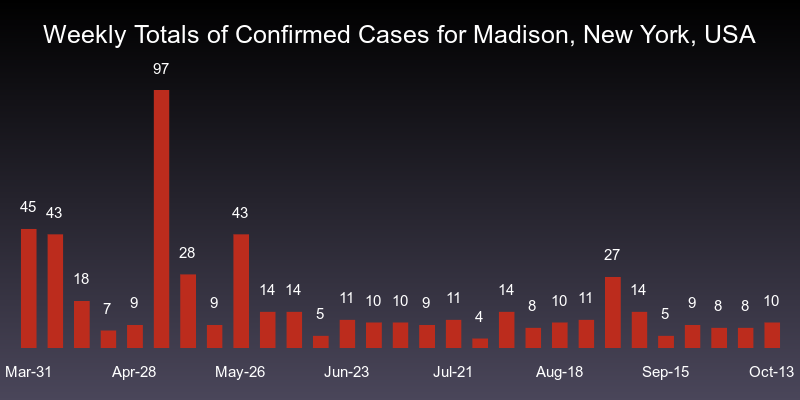 Weekly Totals of Confirmed Cases for Madison, New York, USA
97
45 43
43
28
27
18
14 14
14
14
7 9
9
5
11 10 10 9 11
4
8 10 11
5
9 8 8 10
Mar-31 Apr-28 May-26 Jun-23 Jul-21 Aug-18 Sep-15 Oct-13